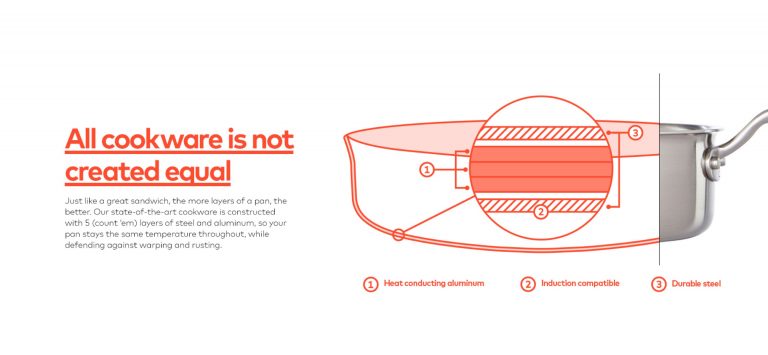 All cookware is not
created equal
Just like a great sandwich, the more layers of a pan, the
better. Our state-of-the-art cookware is constructed
with 5 (count 'em) layers of steel and aluminum, so your
pan stays the same temperature throughout, while
defending against warping and rusting.
3
1
2
1 Heat conducting aluminum
2 Induction compatible
3 Durable steel